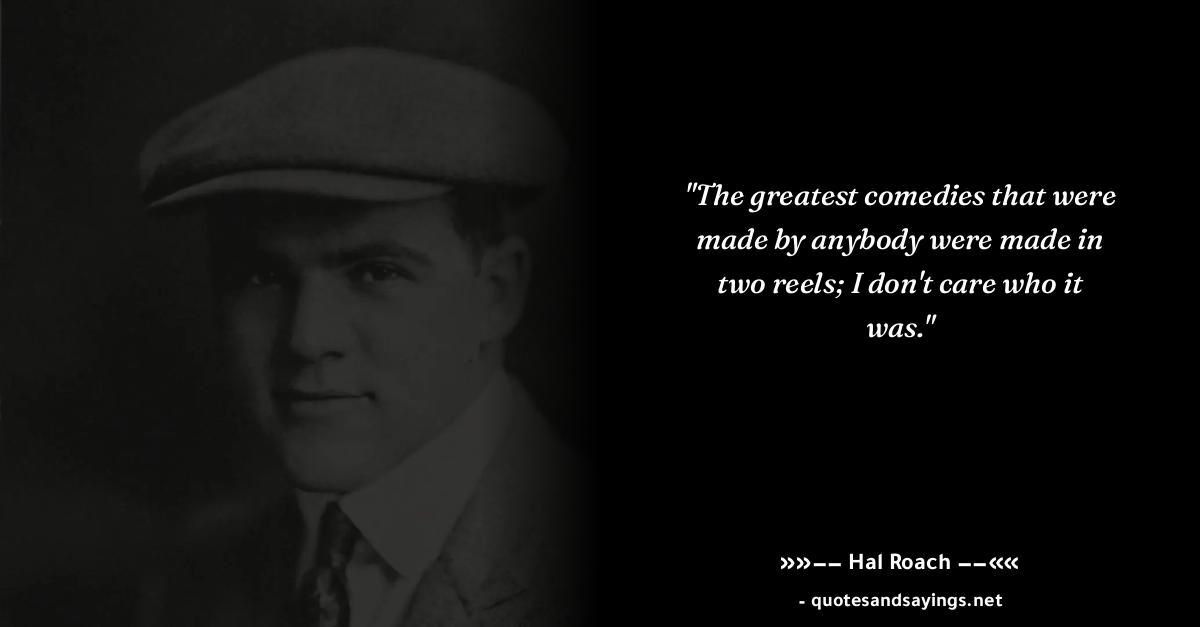 "The greatest comedies that were
made by anybody were made in
two reels; I don't care who it
was."
»»–– Hal Roach ––««
- quotesandsayings.net